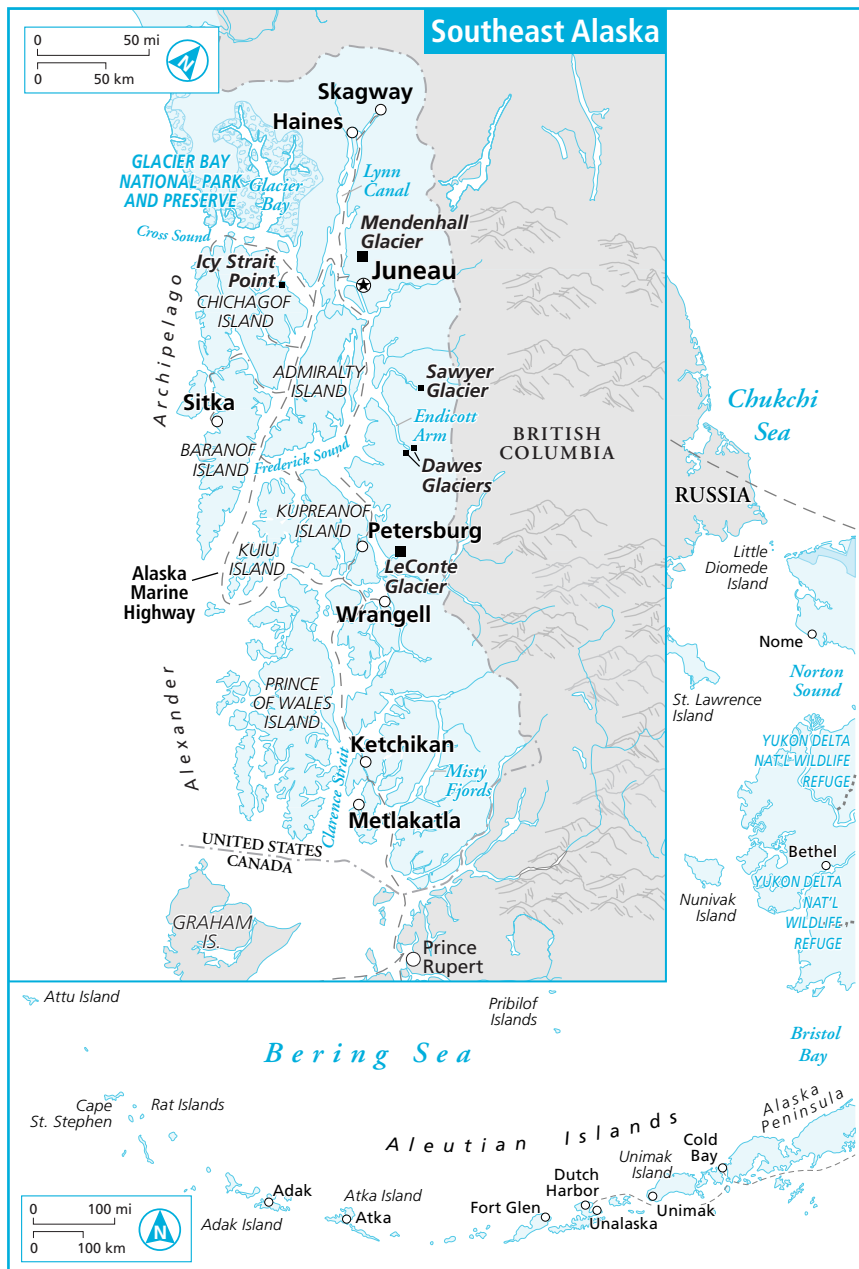 Southeast Alaska
0 50 mi
0 50 km
N
Skagway
Haines
GLACIER BAY
NATIONAL PARK
AND PRESERVE
Glacier
Bay
Lynn
Canal
Cross Sound
Mendenhall
Glacier
Icy Strait
Point
Juneau
CHICHAGOF
ISLAND
Archipelago
ADMIRALTY
ISLAND
Sawyer
Glacier
Sitka
Endicott
Arm
BRITISH
COLUMBIA
BARANOF
ISLAND
Frederick Sound
Dawes
Glaciers
KUPREANOF
ISLAND
Petersburg
KUIU
ISLAND
LeConte
Glacier
Alaska
Marine
Highway
Wrangell
Alexander
PRINCE
OF WALES
ISLAND
Ketchikan
Clarence Strait
Misty
Fjords
Metlakatla
UNITED STATES
CANADA
GRAHAM
IS.
Prince
Rupert
Chukchi
Sea
RUSSIA
Little
Diomede
Island
Nome
Norton
Sound
St. Lawrence
Island
YUKON DELTA
NAT'L WILDLIFE
REFUGE
Bethel
YUKON DELTA
NAT'L
WILDLIFE
REFUGE
Nunivak
Island
Attu Island
Pribilof
Islands
Bristol
Bay
Bering Sea
Cape
St. Stephen
Rat Islands
Alaska
Peninsula
Aleutian Islands
Cold
Bay
Unimak
Island
Dutch
Harbor
Adak
Atka Island
Fort Glen
Unimak
Adak Island
Atka
Unalaska
0 100 mi
0 100 km
N